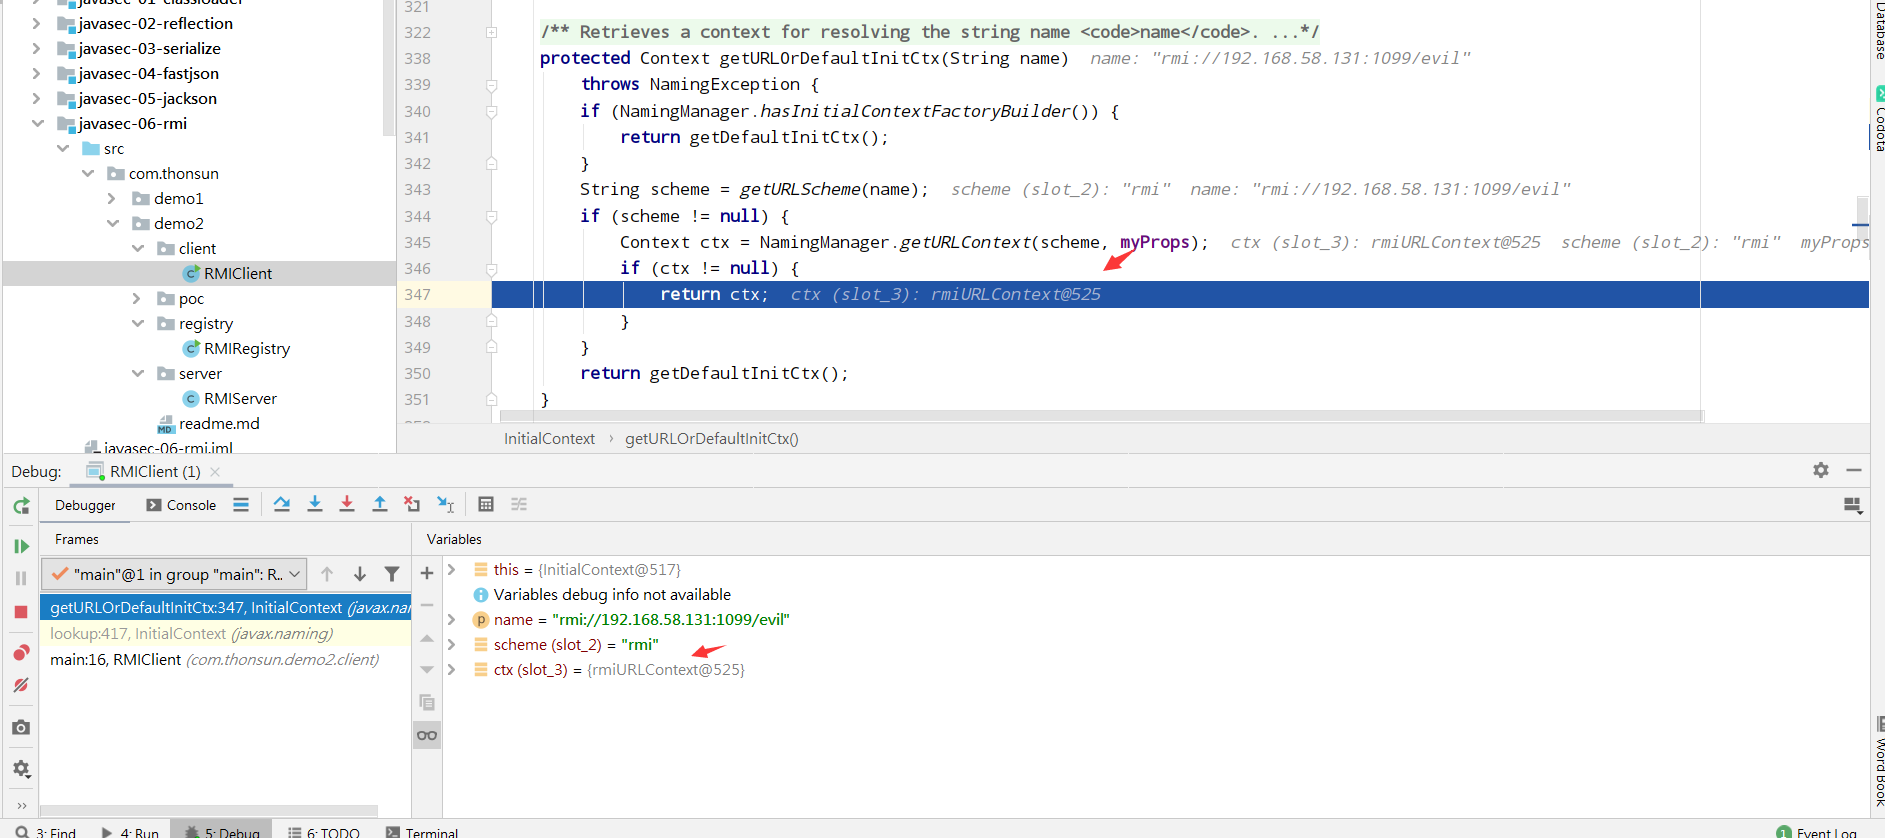 javasec-01-classloader
javasec-02-reflection
javasec-03-serialize
javasec-04-fastjson
javasec-05-jackson
javasec-06-rmi
src
com.thonsun
demo1
demo2
client
RMIClient
poc
registry
RMIRegistry
server
RMIServer
readme.md
javasec-06-rmi.iml
321
322 /** Retrieves a context for resolving the string name <code>name</code>. ...*/
338 protected Context getURLOrDefaultInitCtx(String name) name: "rmi://192.168.58.131:1099/evil"
339 throws NamingException {
340 if (NamingManager.hasInitialContextFactoryBuilder()) {
341 return getDefaultInitCtx();
342 }
343 String scheme = getURLScheme(name); scheme (slot_2): "rmi" name: "rmi://192.168.58.131:1099/evil"
344 if (scheme != null) {
345 Context ctx = NamingManager.getURLContext(scheme, myProps); ctx (slot_3): rmiURLContext@525 scheme (slot_2): "rmi" myProps
346 if (ctx != null) {
347 return ctx; ctx (slot_3): rmiURLContext@525
348 }
349 }
350 return getDefaultInitCtx();
351 }
InitialContext › getURLOrDefaultInitCtx()
Database
Codota
Word Book
Debug: RMIClient (1)
Debugger Console
Frames
Variables
"main"@1 in group "main": R..
getURLOrDefaultInitCtx:347, InitialContext (javax.nar
lookup:417, InitialContext (javax.naming)
main:16, RMIClient (com.thonsun.demo2.client)
this = {InitialContext@517}
Variables debug info not available
name = "rmi://192.168.58.131:1099/evil"
scheme (slot_2) = "rmi"
ctx (slot_3) = {rmiURLContext@525}
3: Find 4: Run 5: Debug 6: TODO Terminal
1 Event Log